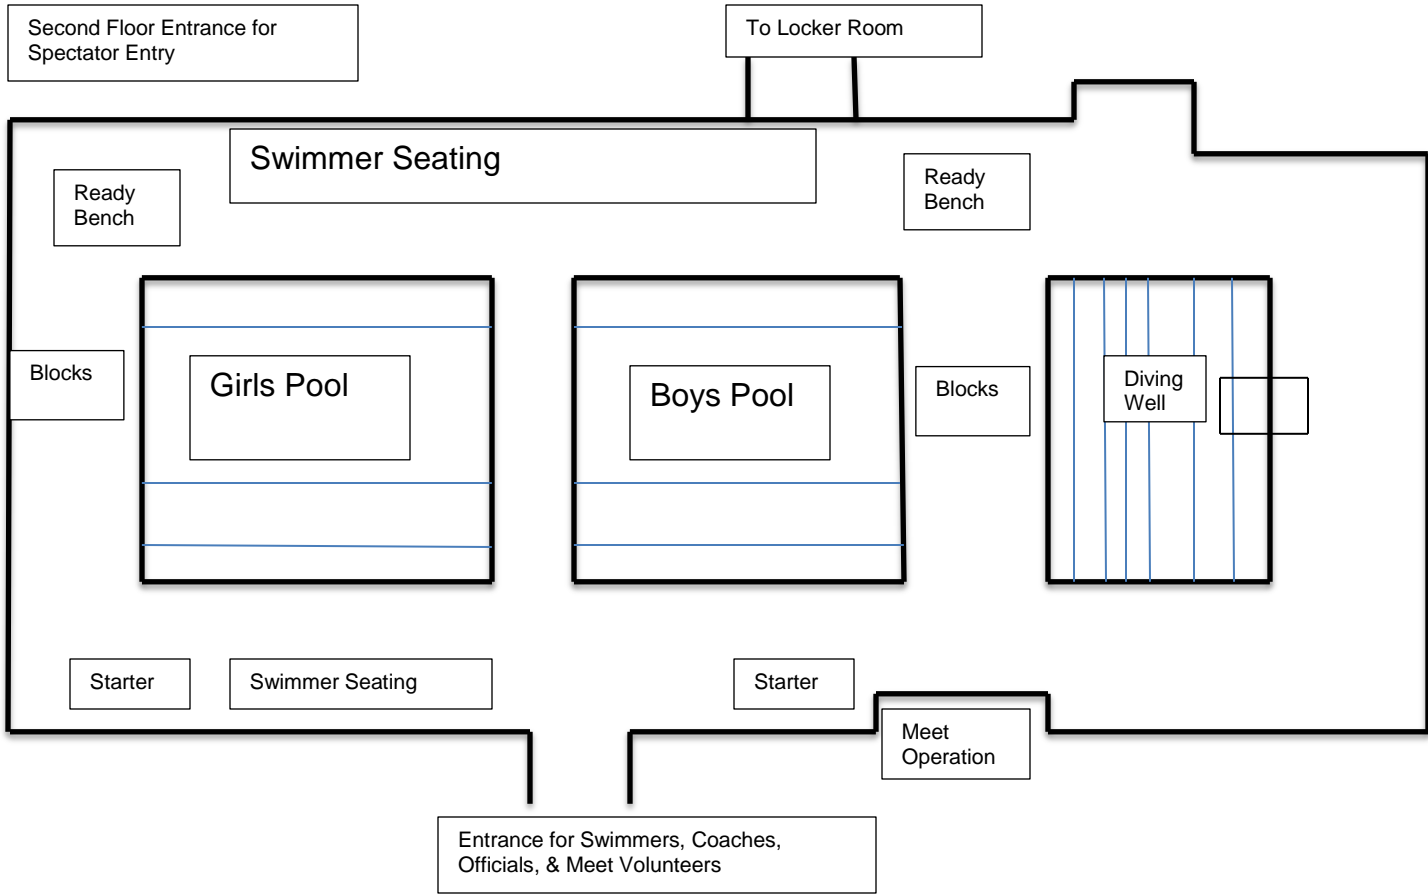 Second Floor Entrance for
Spectator Entry
To Locker Room
Swimmer Seating
Ready
Bench
Ready
Bench
Blocks
Girls Pool
Boys Pool
Blocks
Diving
Well
Starter
Swimmer Seating
Starter
Meet
Operation
Entrance for Swimmers, Coaches,
Officials, & Meet Volunteers